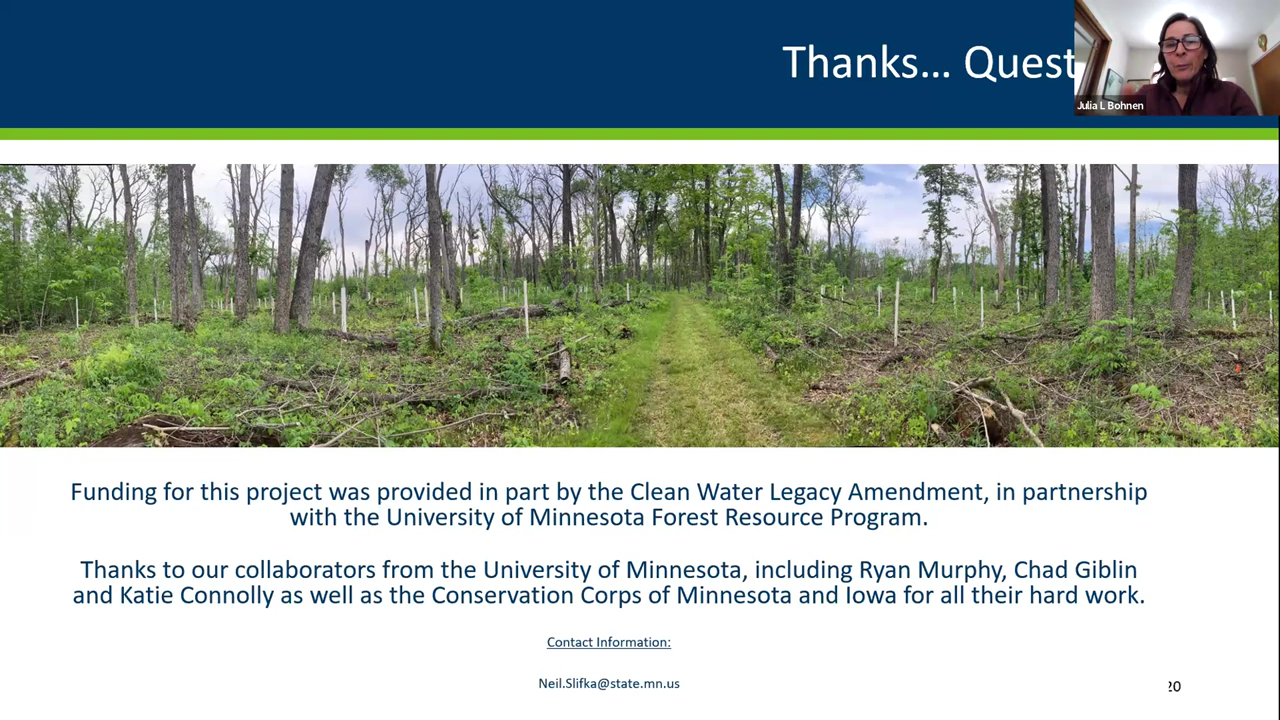 Thanks... Quest
Julia L Bohnen
Funding for this project was provided in part by the Clean Water Legacy Amendment, in partnership
with the University of Minnesota Forest Resource Program.
Thanks to our collaborators from the University of Minnesota, including Ryan Murphy, Chad Giblin
and Katie Connolly as well as the Conservation Corps of Minnesota and Iowa for all their hard work.
Contact Information:
Neil.Slifka@state.mn.us
20